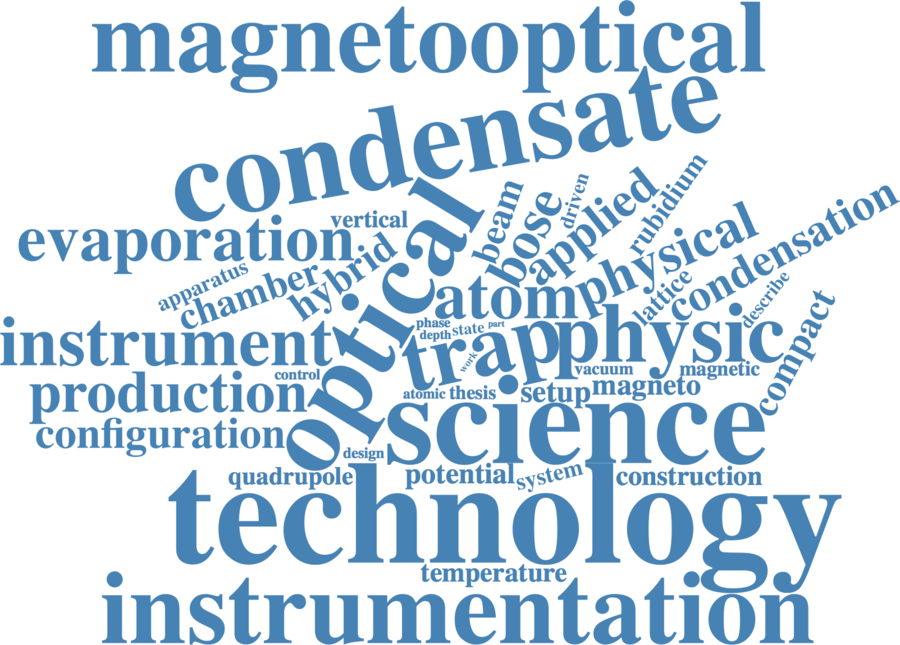 magnetooptical
condensate
optical
beam
bose
driven
applied
rubidium
evaporation
vertical
hybrid
apparatus
chamber
atom
physical
lattice
condensation
describe
compact
instrument
phase
depth
state
part
trap
work
physic
control
vacuum
magnetic
production
atomic
thesis
setup
magneto
configuration
science
design
quadrupole
potential
system
construction
technology
temperature
instrumentation